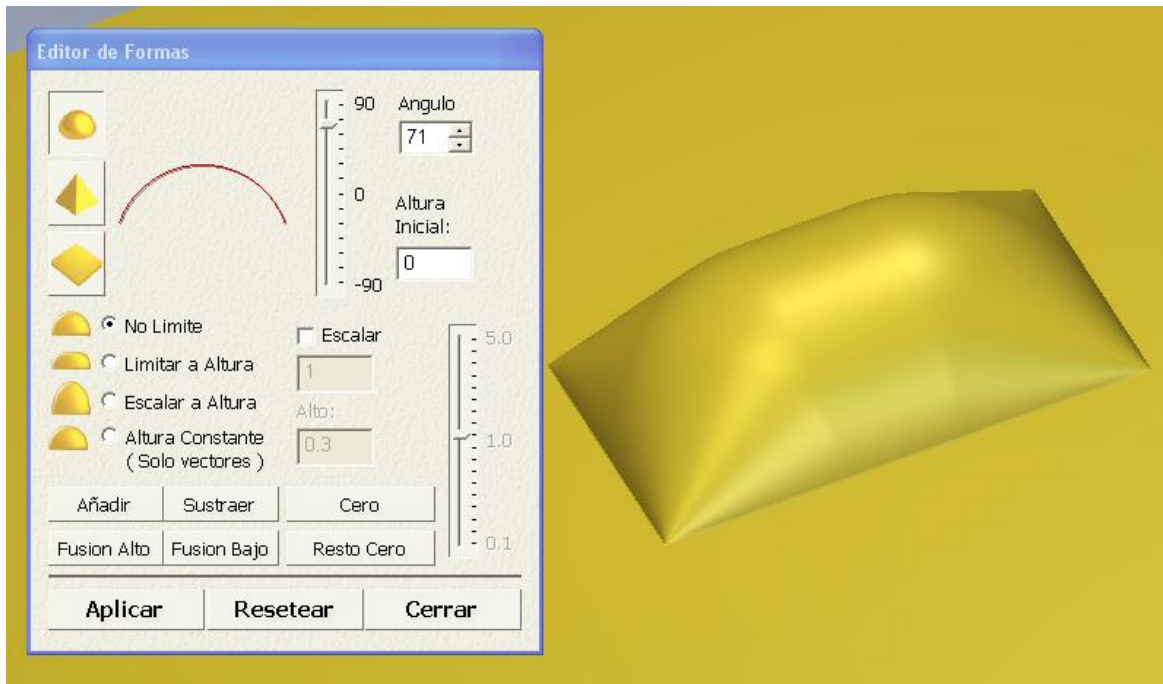 Editor de Formas
90
Angulo
71
0
Altura
Inicial:
0
-90
No Limite
Escalar
5.0
Limitar a Altura
1
Escalar a Altura
Alto:
Altura Constante
0.3
1.0
( Solo vectores )
Añadir
Sustraer
Cero
Fusion Alto
Fusion Bajo
Resto Cero
0.1
Aplicar
Resetear
Cerrar